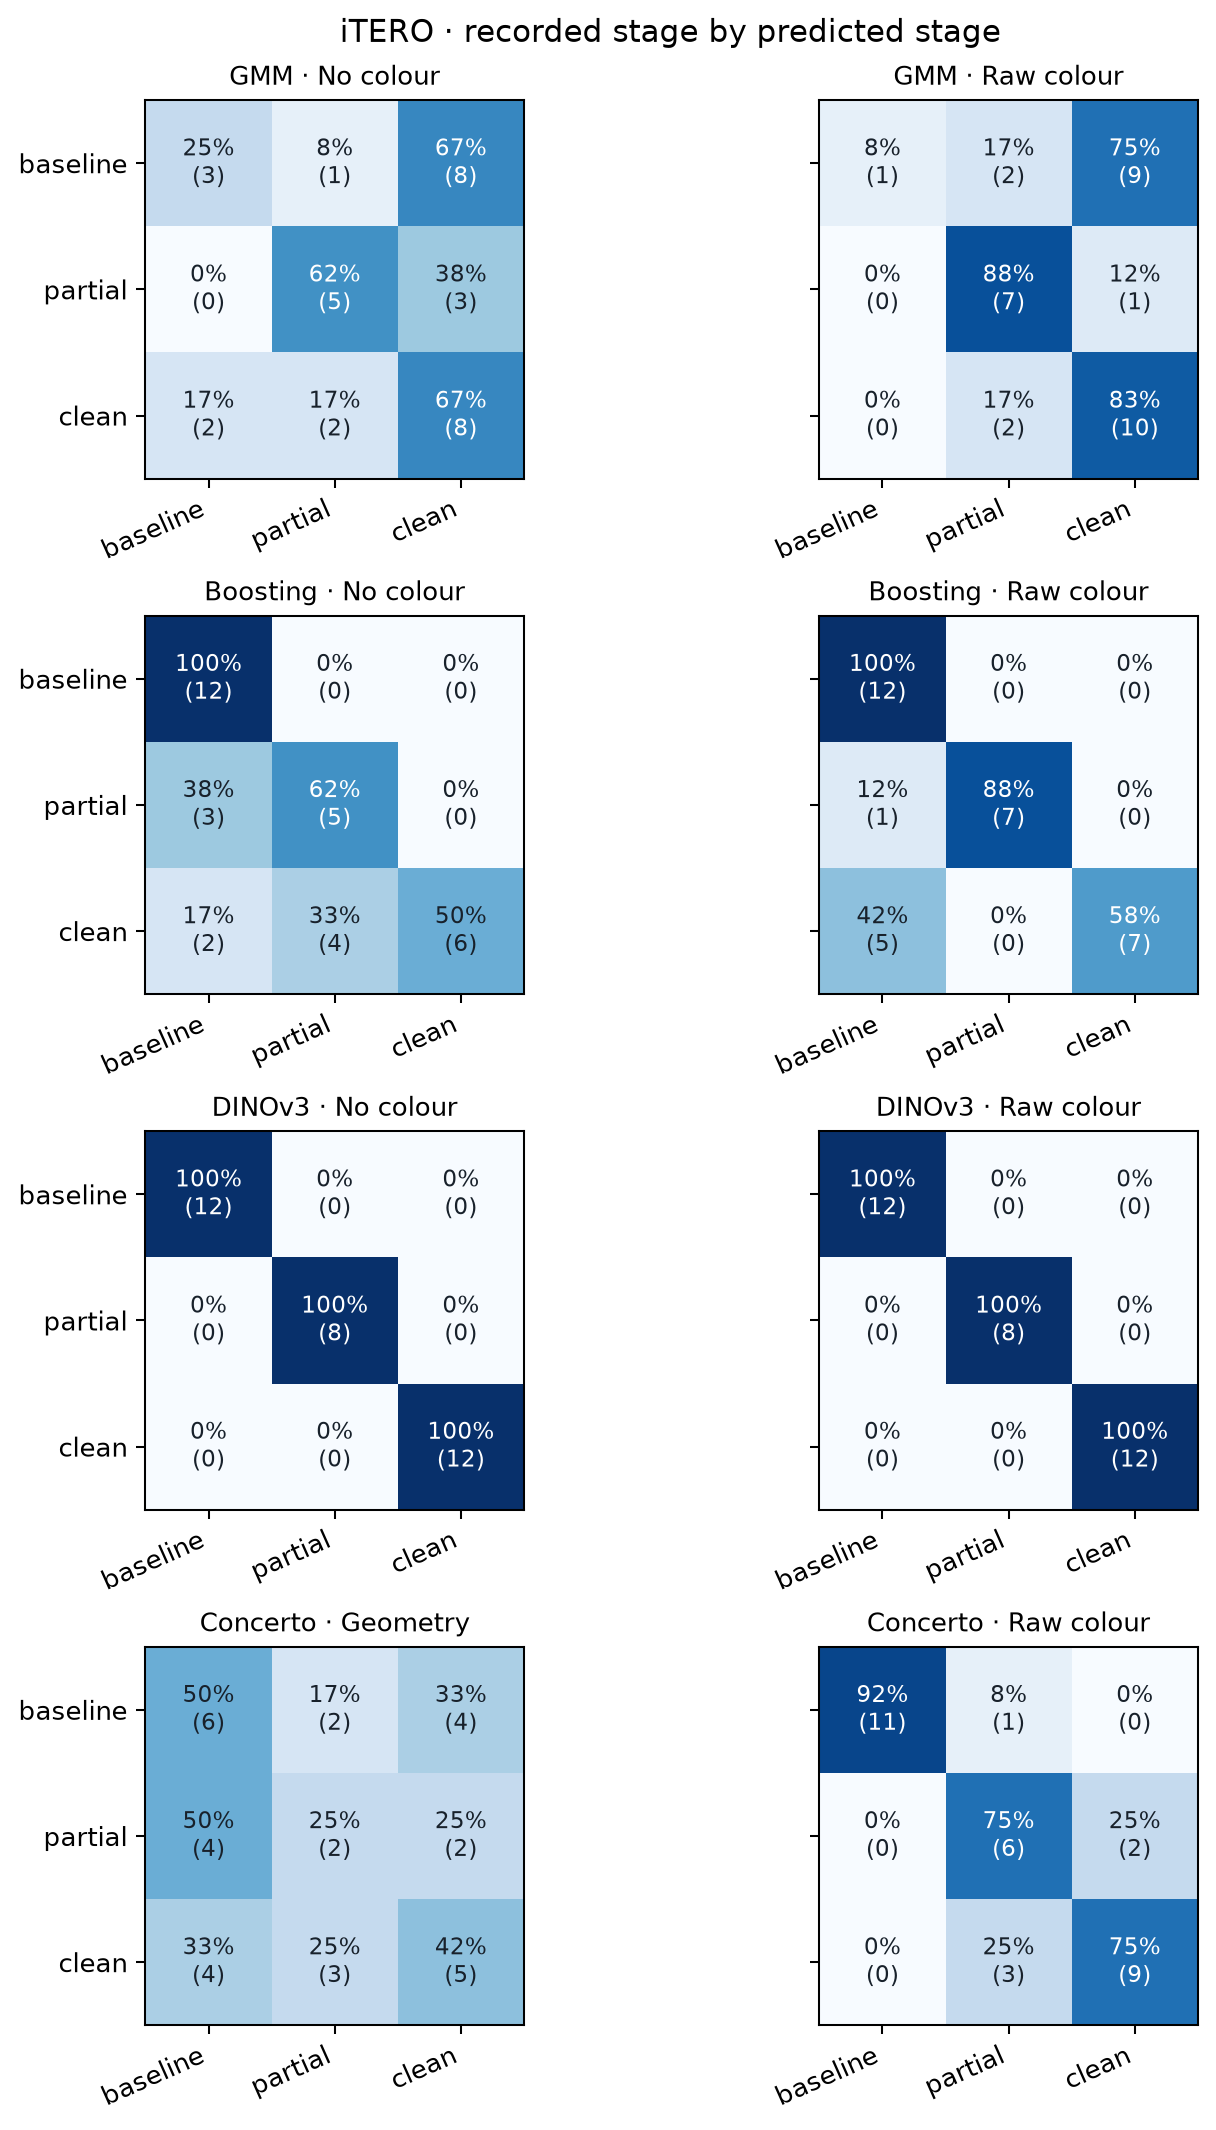 iTERO · recorded stage by predicted stage
GMM · No colour
GMM · Raw colour
baseline
25% 8% 67%
(3) (1) (8)
8% 17% 75%
(1) (2) (9)
partial
0% 62% 38%
(0) (5) (3)
0% 88% 12%
(0) (7) (1)
clean
17% 17% 67%
(2) (2) (8)
0% 17% 83%
(0) (2) (10)
baseline partial clean
baseline partial clean
Boosting · No colour
Boosting · Raw colour
baseline
100% 0% 0%
(12) (0) (0)
100% 0% 0%
(12) (0) (0)
partial
38% 62% 0%
(3) (5) (0)
12% 88% 0%
(1) (7) (0)
clean
17% 33% 50%
(2) (4) (6)
42% 0% 58%
(5) (0) (7)
baseline partial clean
baseline partial clean
DINOv3 · No colour
DINOv3 · Raw colour
baseline
100% 0% 0%
(12) (0) (0)
100% 0% 0%
(12) (0) (0)
partial
0% 100% 0%
(0) (8) (0)
0% 100% 0%
(0) (8) (0)
clean
0% 0% 100%
(0) (0) (12)
0% 0% 100%
(0) (0) (12)
baseline partial clean
baseline partial clean
Concerto · Geometry
Concerto · Raw colour
baseline
50% 17% 33%
(6) (2) (4)
92% 8% 0%
(11) (1) (0)
partial
50% 25% 25%
(4) (2) (2)
0% 75% 25%
(0) (6) (2)
clean
33% 25% 42%
(4) (3) (5)
0% 25% 75%
(0) (3) (9)
baseline partial clean
baseline partial clean